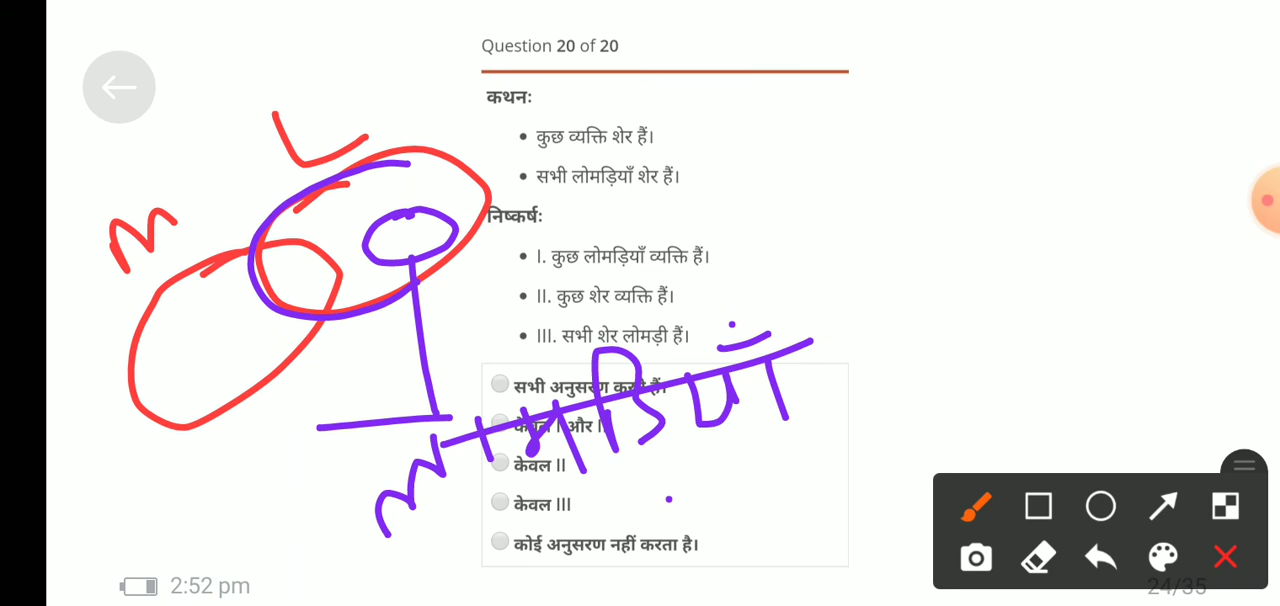 Question 20 of 20
कथनः
• कुछ व्यक्ति शेर हैं।
• सभी लोमड़ियाँ शेर हैं।
निष्कर्षः
• I. कुछ लोमड़ियाँ व्यक्ति हैं।
• II. कुछ शेर व्यक्ति हैं।
• III. सभी शेर लोमड़ी हैं।
सभी अनुसरण करते हैं।
केवल I और II
केवल II
केवल III
कोई अनुसरण नहीं करता है।
2:52 pm
24/35